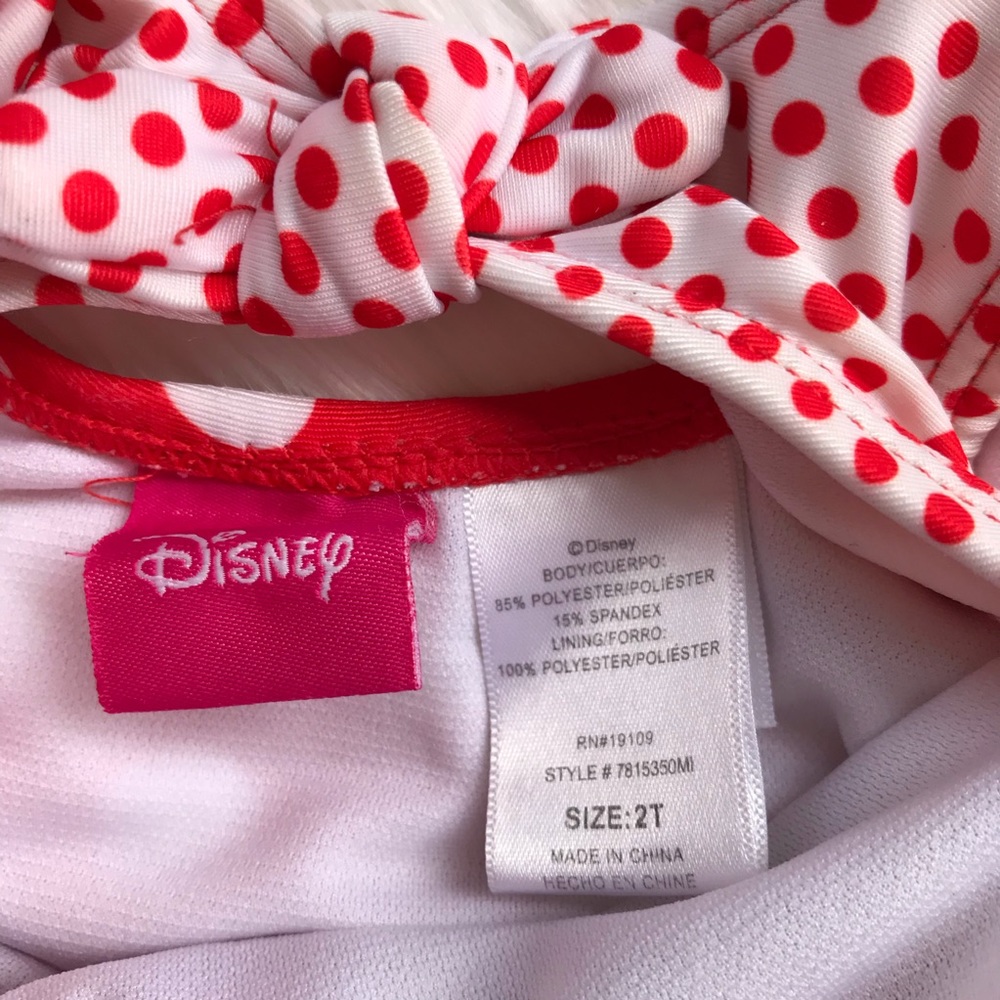 Disney
©Disney
BODY/CUERPO:
85% POLYESTER/POLIÉSTER
15% SPANDEX
LINING/FORRO:
100% POLYESTER/POLIÉSTER
RN#19109
STYLE # 7815350MI
SIZE: 2T
MADE IN CHINA
HECHO EN CHINE